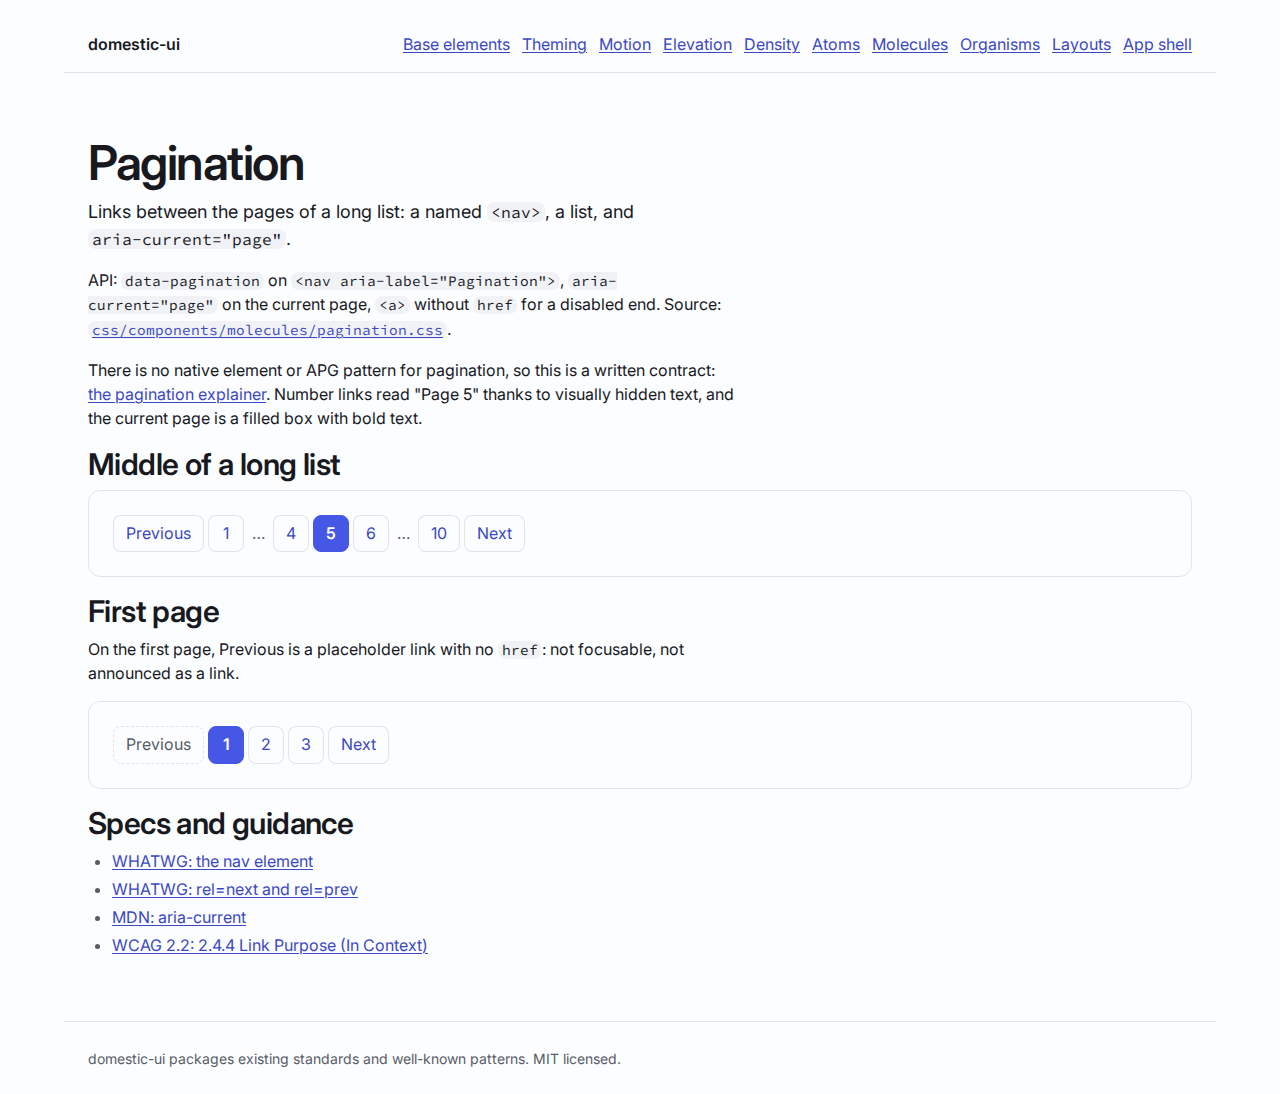 domestic-ui
Base elements Theming Motion Elevation Density Atoms Molecules Organisms Layouts App shell
Pagination
Links between the pages of a long list: a named <nav>, a list, and
aria-current="page".
API: data-pagination on <nav aria-label="Pagination">, aria-
current="page" on the current page, <a> without href for a disabled end. Source:
css/components/molecules/pagination.css.
There is no native element or APG pattern for pagination, so this is a written contract:
the pagination explainer. Number links read "Page 5" thanks to visually hidden text, and
the current page is a filled box with bold text.
Middle of a long list
Previous 1 … 4 5 6 … 10 Next
First page
On the first page, Previous is a placeholder link with no href: not focusable, not
announced as a link.
Previous 1 2 3 Next
Specs and guidance
• WHATWG: the nav element
• WHATWG: rel=next and rel=prev
• MDN: aria-current
• WCAG 2.2: 2.4.4 Link Purpose (In Context)
domestic-ui packages existing standards and well-known patterns. MIT licensed.